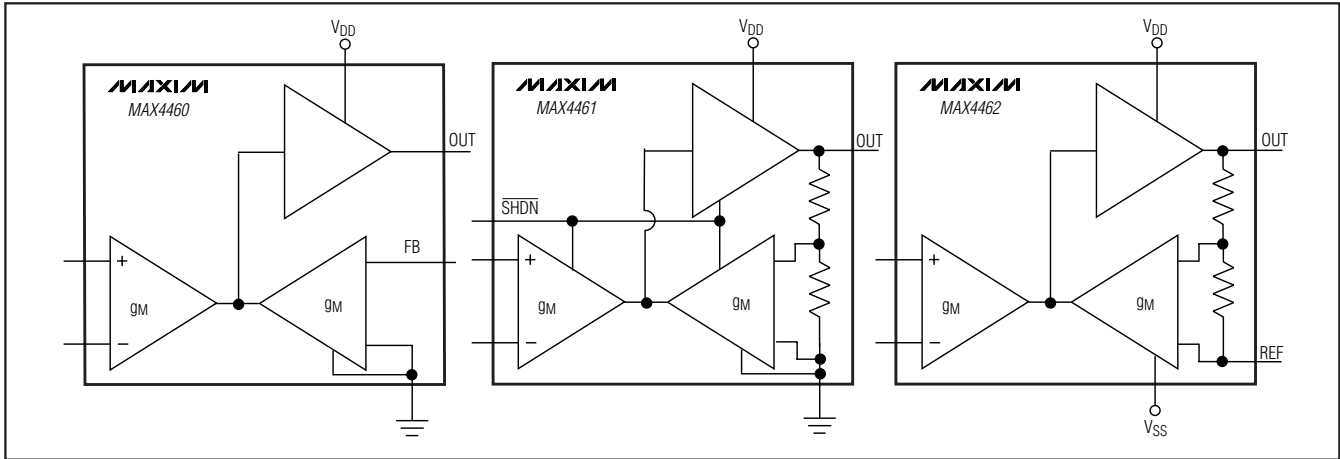 VDD
MAXIM
MAX4460
OUT
FB
+
gM
−
gM
VDD
MAXIM
MAX4461
OUT
SHDN
+
gM
−
gM
VDD
MAXIM
MAX4462
OUT
+
gM
−
gM
REF
VSS